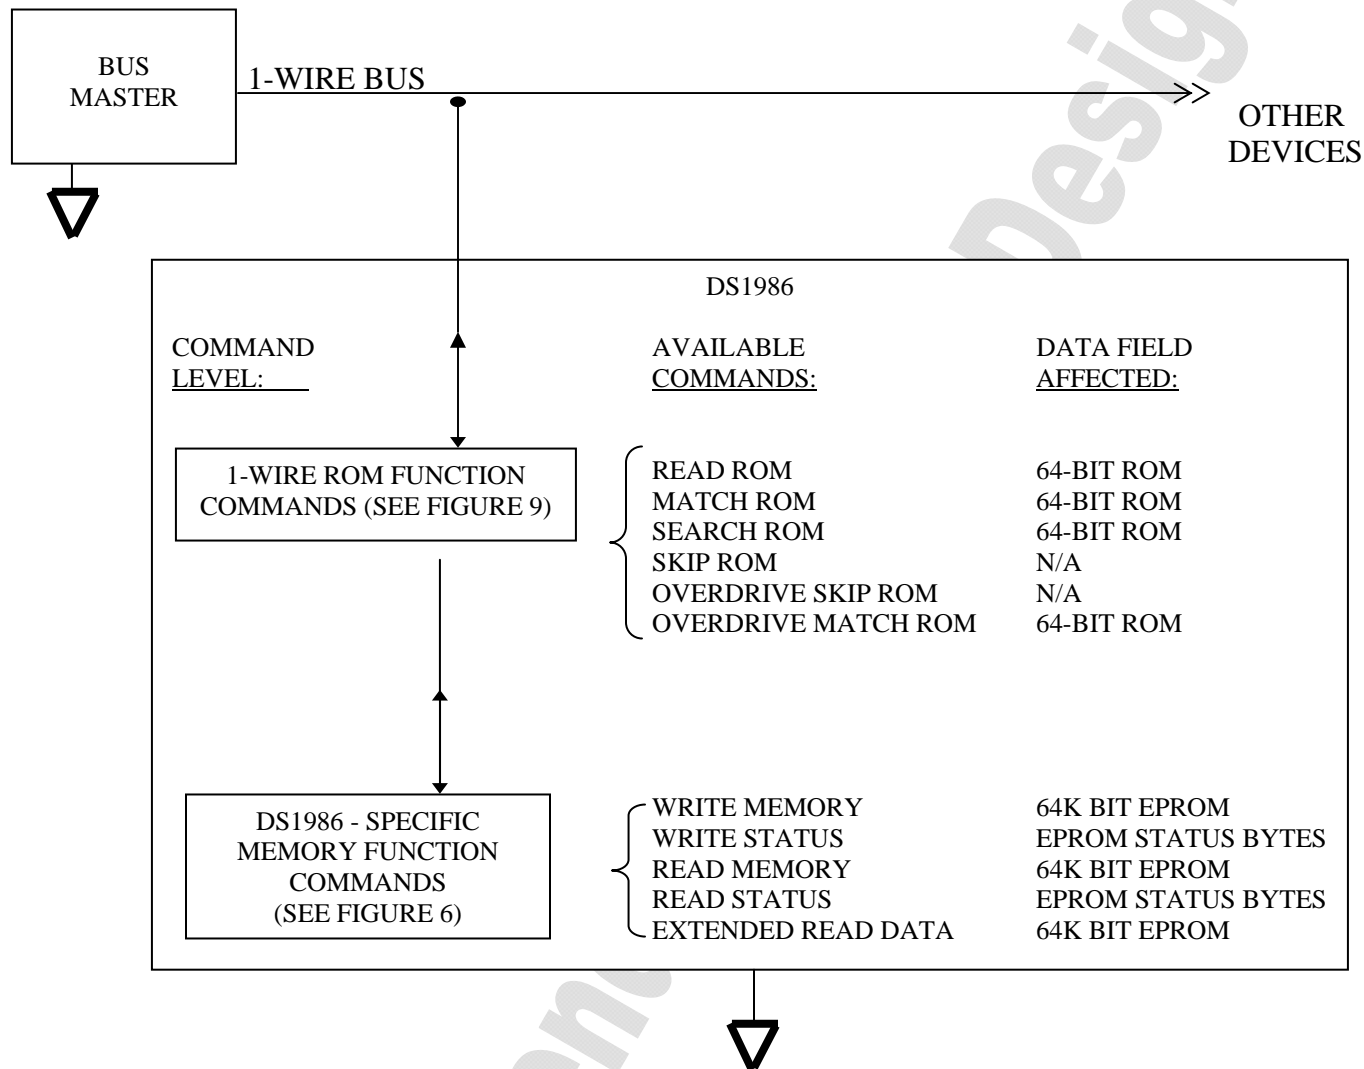 BUS
MASTER
1-WIRE BUS
OTHER
DEVICES
DS1986
COMMAND
LEVEL:
AVAILABLE
COMMANDS:
DATA FIELD
AFFECTED:
1-WIRE ROM FUNCTION
COMMANDS (SEE FIGURE 9)
READ ROM 64-BIT ROM
MATCH ROM 64-BIT ROM
SEARCH ROM 64-BIT ROM
SKIP ROM N/A
OVERDRIVE SKIP ROM N/A
OVERDRIVE MATCH ROM 64-BIT ROM
DS1986 - SPECIFIC
MEMORY FUNCTION
COMMANDS
(SEE FIGURE 6)
WRITE MEMORY 64K BIT EPROM
WRITE STATUS EPROM STATUS BYTES
READ MEMORY 64K BIT EPROM
READ STATUS EPROM STATUS BYTES
EXTENDED READ DATA 64K BIT EPROM